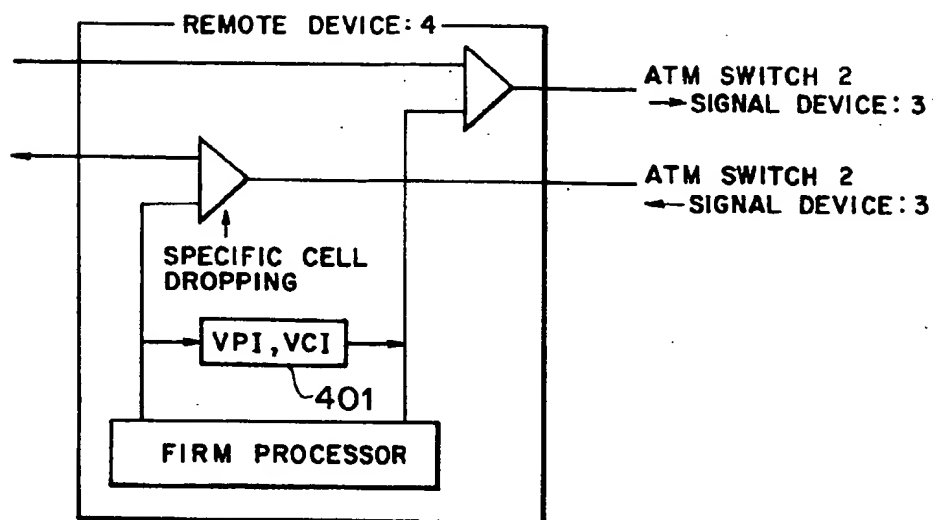 REMOTE DEVICE: 4
ATM SWITCH 2
→ SIGNAL DEVICE: 3
ATM SWITCH 2
← SIGNAL DEVICE: 3
SPECIFIC CELL
DROPPING
VPI, VCI
401
FIRM PROCESSOR